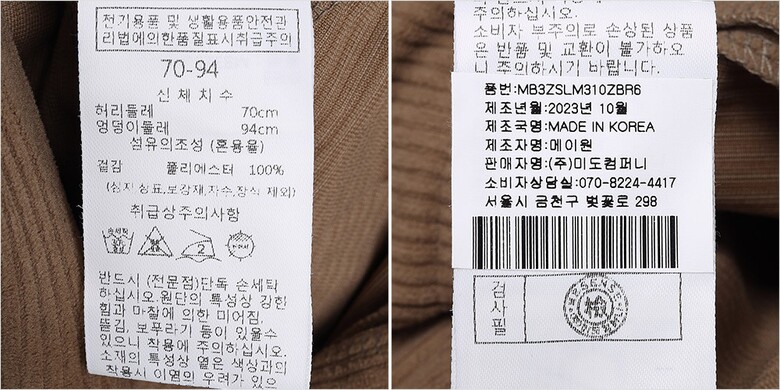 전기용품 및 생활용품안전관
리법에의한품질표시취급주의
70-94
신 체 치 수
허리둘레 70cm
엉덩이둘레 94cm
섬유의조성 (혼용율)
겉감 폴리에스터 100%
(심지 상표,보강재,자수,장식 제외)
취급상주의사항
2
반드시 (전문점)단독 손세탁
하십시오.원단의 특성상 강한
힘과 마찰에 의한 미어짐,
뜯김, 보푸라기 등이 있을수
있으니 착용에 주의하십시오.
소재의 특성상 옅은 색상과의
착용시 이염의 우려가 있으
주의하십시오.
소비자 부주의로 손상된 상품
은 반품 및 교환이 불가하오
니 주의하시기 바랍니다.
품번:MB3ZSLM310ZBR6
제조년월:2023년 10월
제조국명:MADE IN KOREA
제조자명:메이원
판매자명:(주)미도컴퍼니
소비자상담실:070-8224-4417
서울시 금천구 벚꽃로 298
검사필
檢